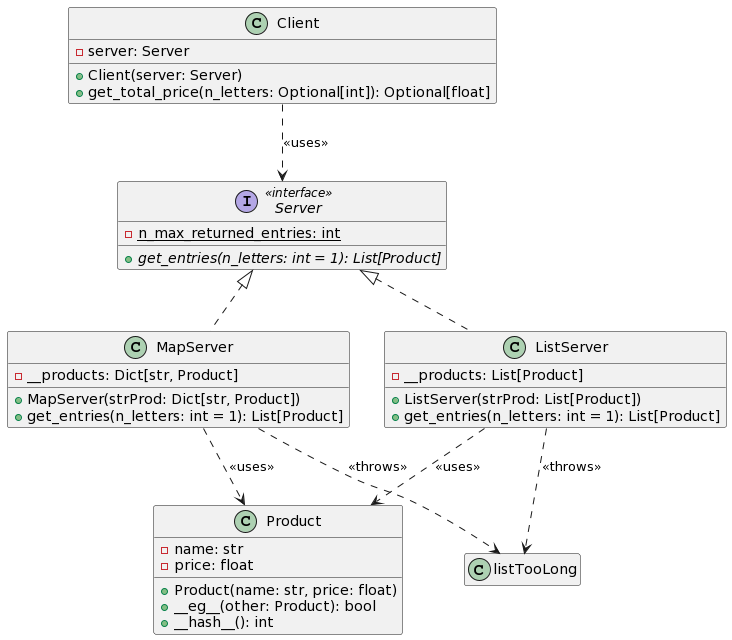 C Client
server: Server
Client(server: Server)
get_total_price(n_letters: Optional[int]): Optional[float]
«uses»
«interface»
I Server
n_max_returned_entries: int
get_entries(n_letters: int = 1): List[Product]
C MapServer
__products: Dict[str, Product]
MapServer(strProd: Dict[str, Product])
get_entries(n_letters: int = 1): List[Product]
C ListServer
__products: List[Product]
ListServer(strProd: List[Product])
get_entries(n_letters: int = 1): List[Product]
«uses»
«throws»
«uses»
«throws»
C Product
name: str
price: float
Product(name: str, price: float)
__eg__(other: Product): bool
__hash__(): int
C listTooLong